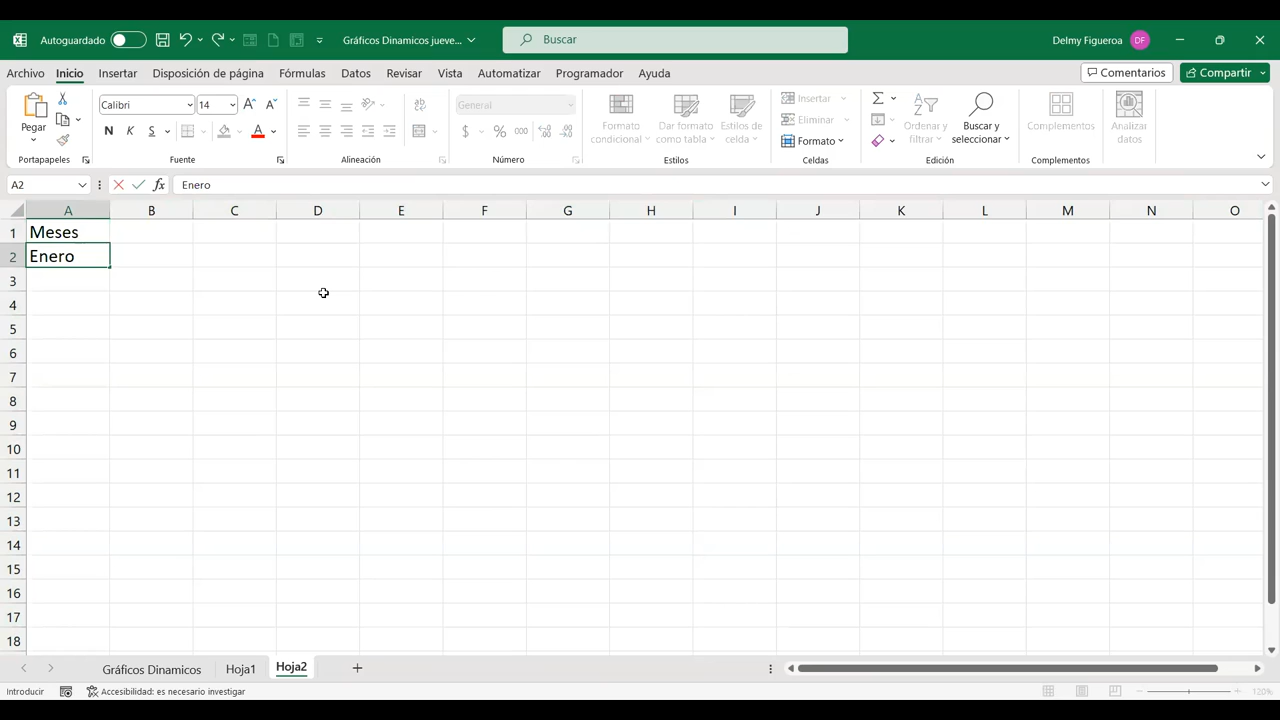 Autoguardado Gráficos Dinamicos jueve... Buscar Delmy Figueroa DF
Archivo Inicio Insertar Disposición de página Fórmulas Datos Revisar Vista Automatizar Programador Ayuda Comentarios Compartir
Pegar Calibri 14 General Formato condicional Dar formato como tabla Estilos de celda Insertar Eliminar Formato Ordenar y filtrar Buscar y seleccionar Complementos Analizar datos
N K S $ % 000
Portapapeles Fuente Alineación Número Estilos Celdas Edición Complementos
A2 fx Enero
A B C D E F G H I J K L M N O
1 Meses
2 Enero
3
4
5
6
7
8
9
10
11
12
13
14
15
16
17
18
Gráficos Dinamicos Hoja1 Hoja2
Introducir Accesibilidad: es necesario investigar 120%